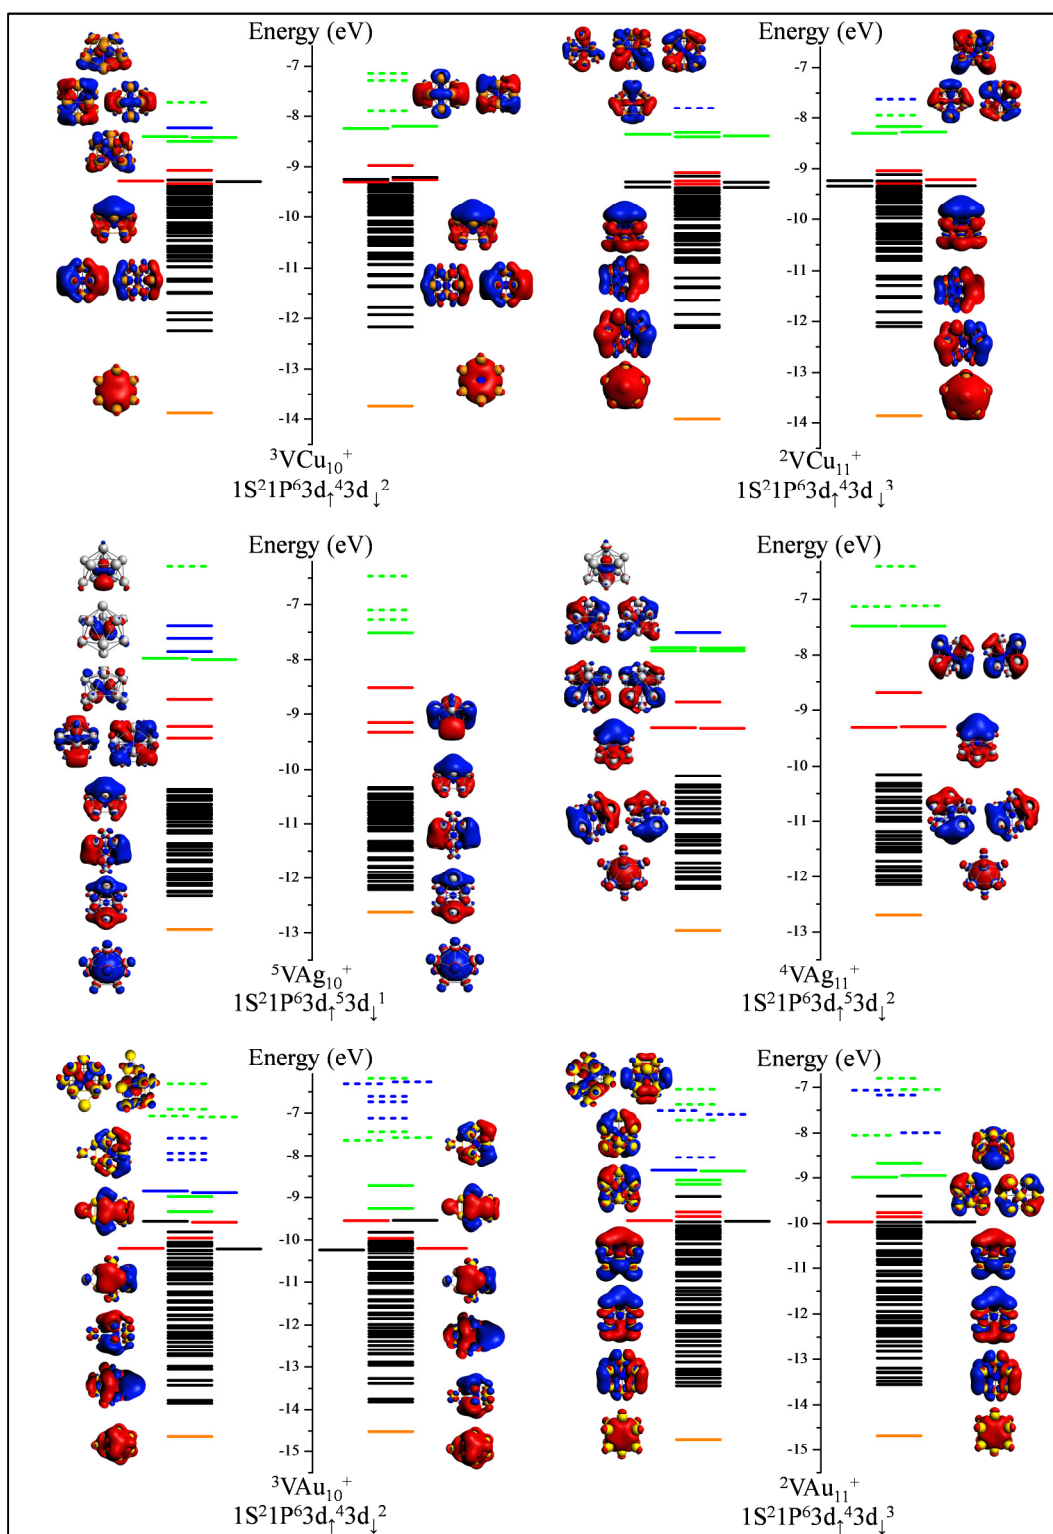 Energy (eV)
-7
-8
-9
-10
-11
-12
-13
-14
³VCu₁₀⁺
1S²1P⁶3d↑⁴3d↓²
Energy (eV)
-7
-8
-9
-10
-11
-12
-13
-14
²VCu₁₁⁺
1S²1P⁶3d↑⁴3d↓³
Energy (eV)
-7
-8
-9
-10
-11
-12
-13
⁵VAg₁₀⁺
1S²1P⁶3d↑⁵3d↓¹
Energy (eV)
-7
-8
-9
-10
-11
-12
-13
⁴VAg₁₁⁺
1S²1P⁶3d↑⁵3d↓²
Energy (eV)
-7
-8
-9
-10
-11
-12
-13
-14
-15
³VAu₁₀⁺
1S²1P⁶3d↑⁴3d↓²
Energy (eV)
-7
-8
-9
-10
-11
-12
-13
-14
-15
²VAu₁₁⁺
1S²1P⁶3d↑⁴3d↓³